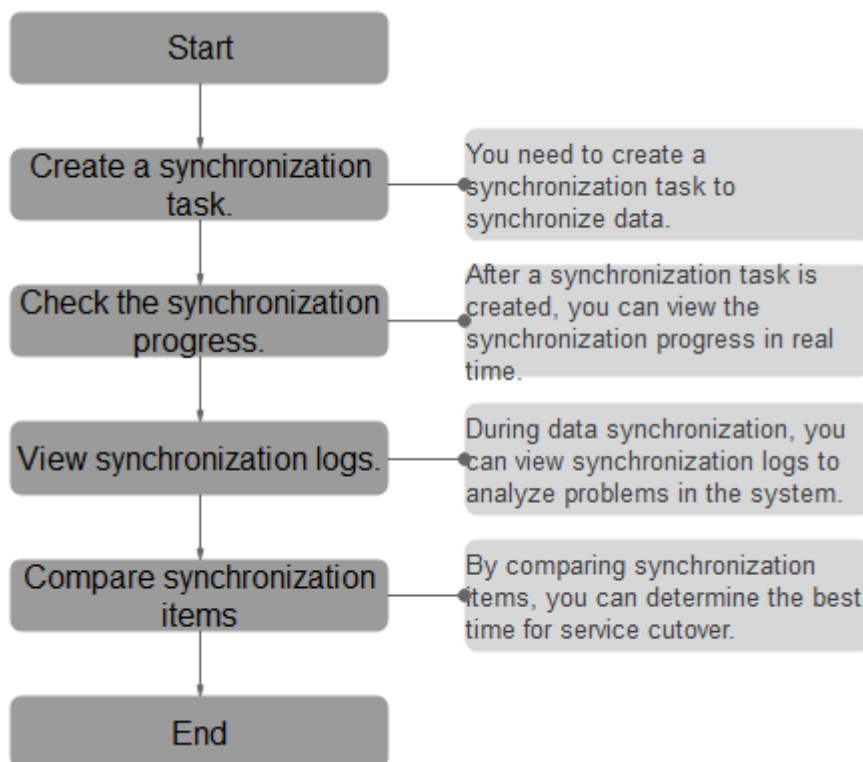 Start
Create a synchronization
task.
You need to create a
synchronization task to
synchronize data.
Check the synchronization
progress.
After a synchronization task is
created, you can view the
synchronization progress in real
time.
View synchronization logs.
During data synchronization, you
can view synchronization logs to
analyze problems in the system.
Compare synchronization
items
By comparing synchronization
items, you can determine the best
time for service cutover.
End